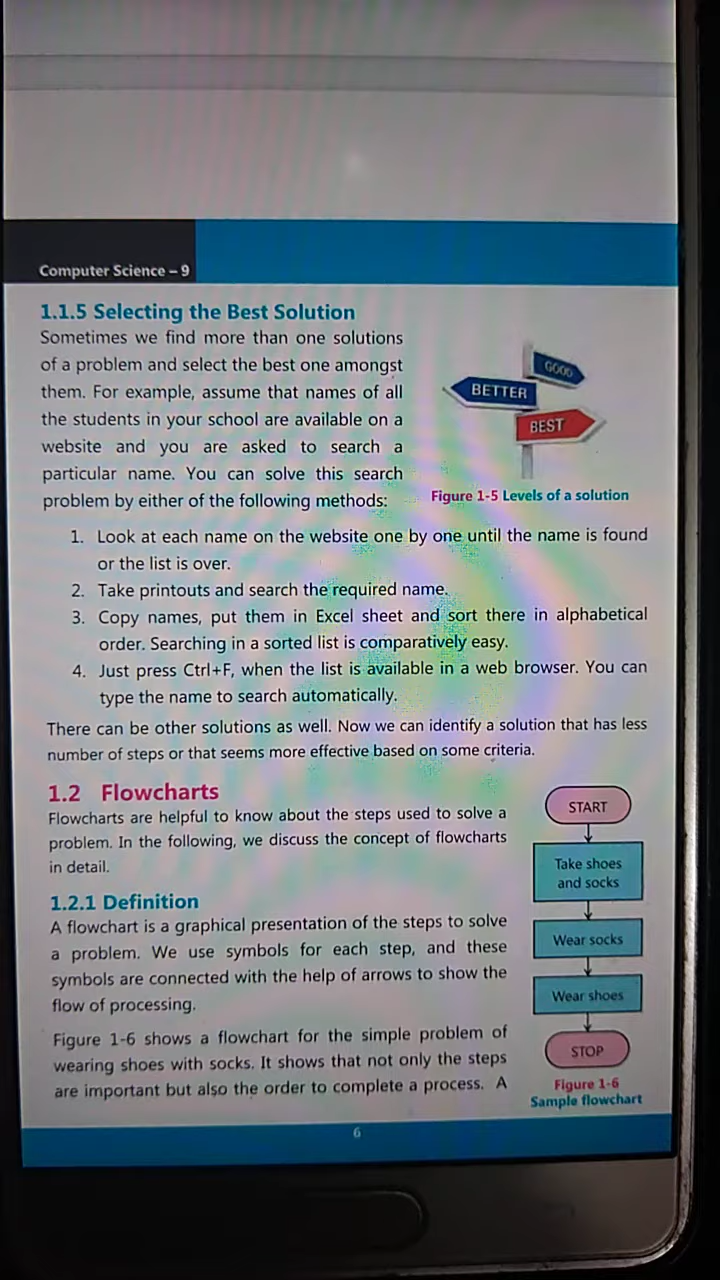 Computer Science – 9
1.1.5 Selecting the Best Solution
Sometimes we find more than one solutions
of a problem and select the best one amongst
them. For example, assume that names of all
the students in your school are available on a
website and you are asked to search a
particular name. You can solve this search
problem by either of the following methods:
GOOD
BETTER
BEST
Figure 1-5 Levels of a solution
1. Look at each name on the website one by one until the name is found
or the list is over.
2. Take printouts and search the required name.
3. Copy names, put them in Excel sheet and sort there in alphabetical
order. Searching in a sorted list is comparatively easy.
4. Just press Ctrl+F, when the list is available in a web browser. You can
type the name to search automatically.
There can be other solutions as well. Now we can identify a solution that has less
number of steps or that seems more effective based on some criteria.
1.2 Flowcharts
Flowcharts are helpful to know about the steps used to solve a
problem. In the following, we discuss the concept of flowcharts
in detail.
1.2.1 Definition
A flowchart is a graphical presentation of the steps to solve
a problem. We use symbols for each step, and these
symbols are connected with the help of arrows to show the
flow of processing.
Figure 1-6 shows a flowchart for the simple problem of
wearing shoes with socks. It shows that not only the steps
are important but also the order to complete a process. A
START
Take shoes
and socks
Wear socks
Wear shoes
STOP
Figure 1-6
Sample flowchart
6